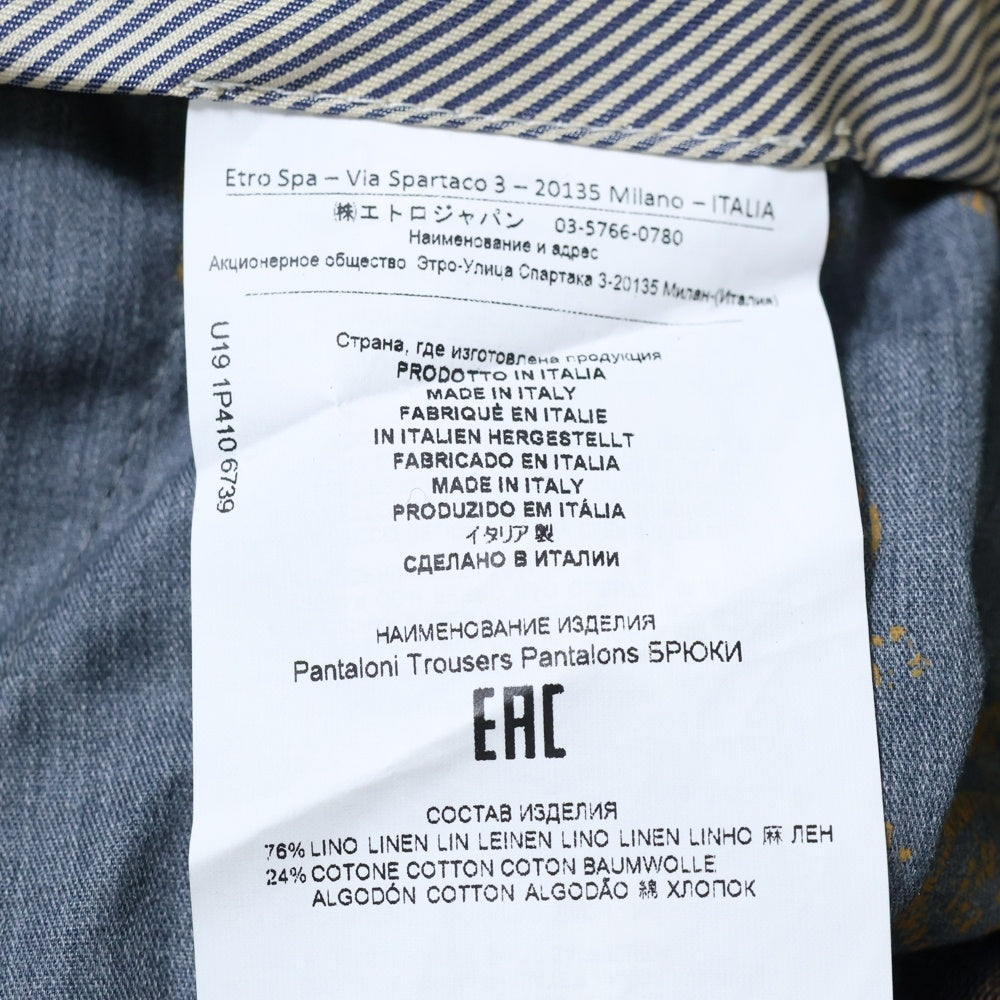 Etro Spa – Via Spartaco 3 – 20135 Milano – ITALIA
㈱エトロジャパン 03-5766-0780
Наименование и адрес
Акционерное общество Этро-Улица Спартака 3-20135 Милан-(Италия)
Страна, где изготовлена продукция
PRODOTTO IN ITALIA
MADE IN ITALY
FABRIQUÉ EN ITALIE
IN ITALIEN HERGESTELLT
FABRICADO EN ITALIA
MADE IN ITALY
PRODUZIDO EM ITÁLIA
イタリア製
СДЕЛАНО В ИТАЛИИ
U19 1P410 6739
НАИМЕНОВАНИЕ ИЗДЕЛИЯ
Pantaloni Trousers Pantalons БРЮКИ
EAC
СОСТАВ ИЗДЕЛИЯ
76% LINO LINEN LIN LEINEN LINO LINEN LINHO 麻 ЛЕН
24% COTONE COTTON COTON BAUMWOLLE
ALGODÓN COTTON ALGODÃO 綿 ХЛОПОК